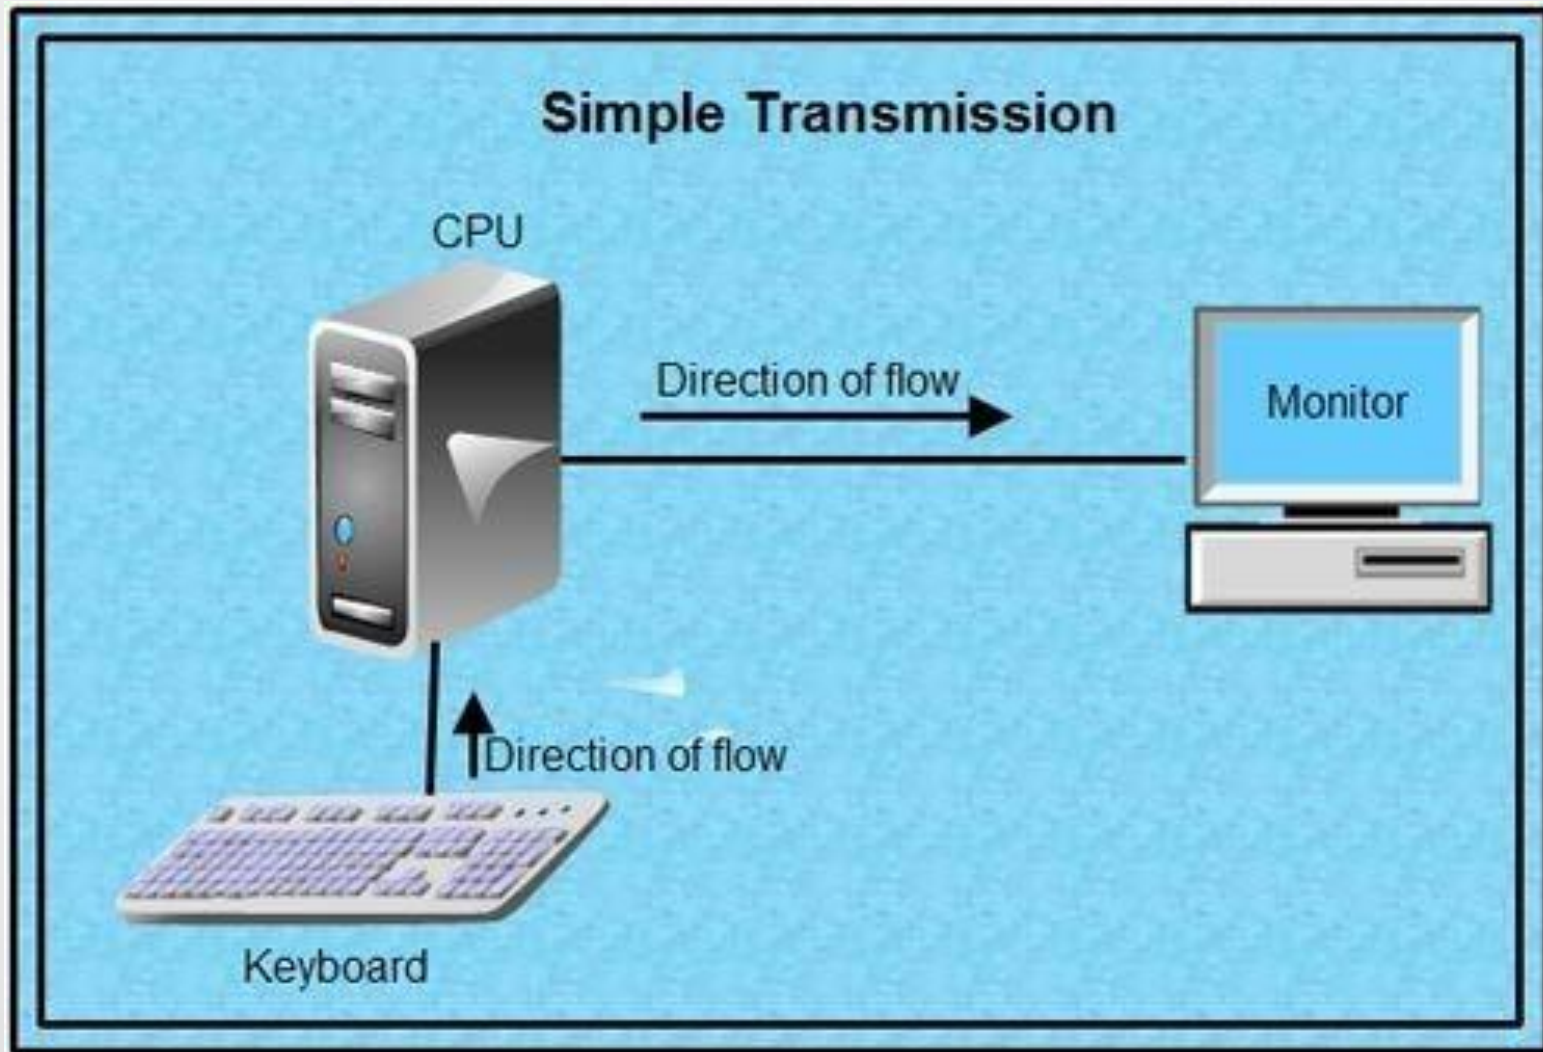 Simple Transmission
CPU
Direction of flow
Monitor
Direction of flow
Keyboard